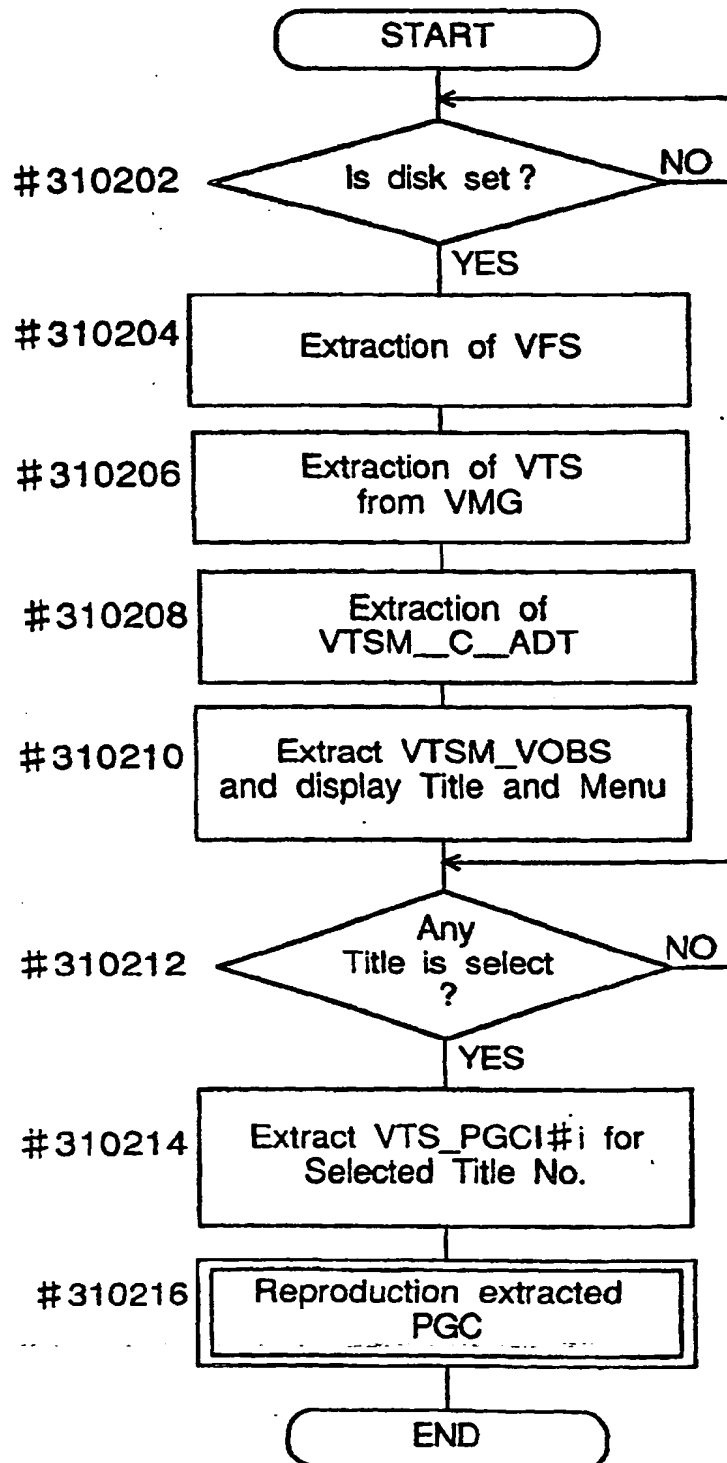 START
#310202
Is disk set ?
NO
YES
#310204
Extraction of VFS
#310206
Extraction of VTS
from VMG
#310208
Extraction of
VTSM__C__ADT
#310210
Extract VTSM_VOBS
and display Title and Menu
#310212
Any
Title is select
?
NO
YES
#310214
Extract VTS_PGCI#i for
Selected Title No.
#310216
Reproduction extracted
PGC
END